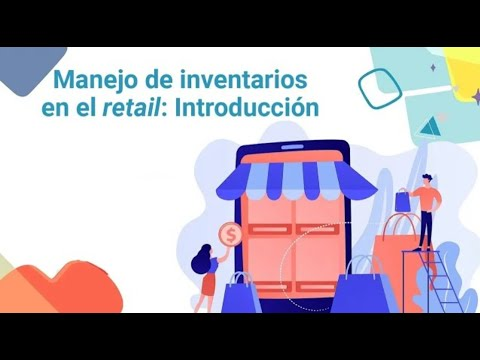 Manejo de inventarios
en el retail: Introducción
$